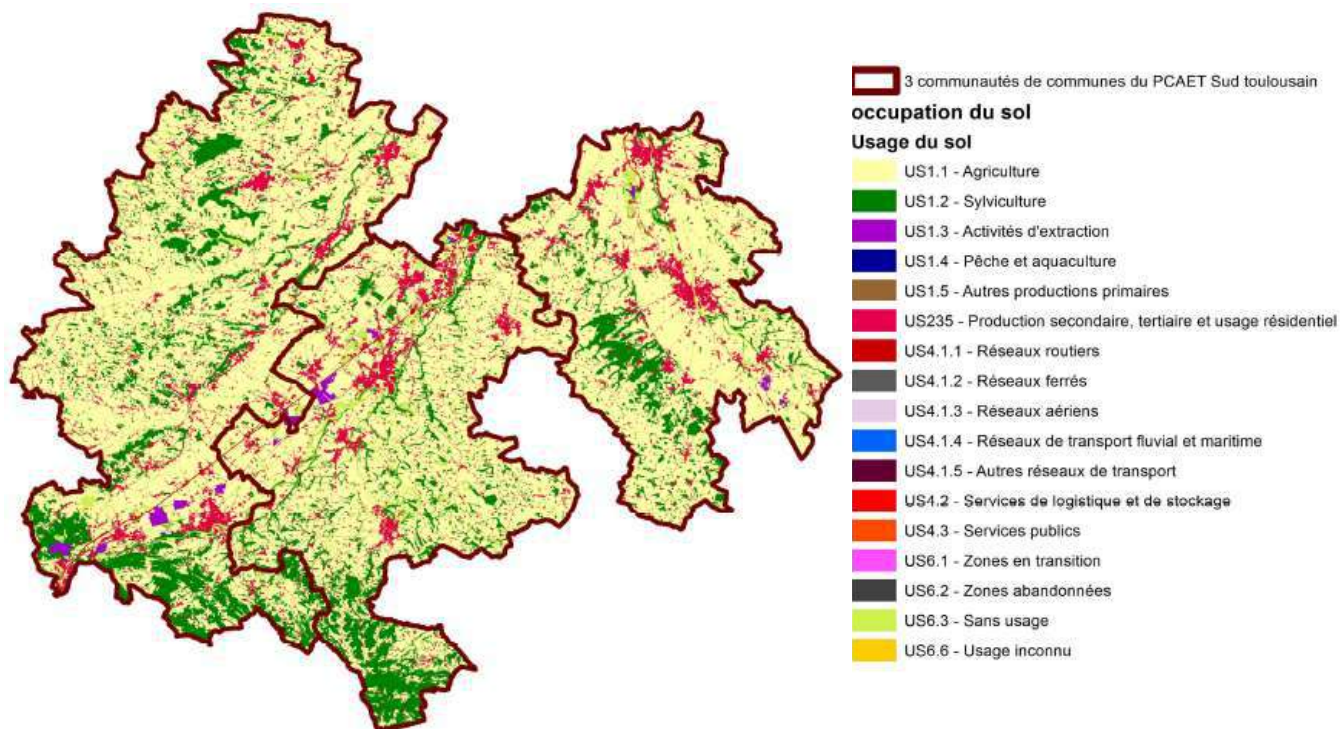 3 communautés de communes du PCAET Sud toulousain
occupation du sol
Usage du sol
US1.1 - Agriculture
US1.2 - Sylviculture
US1.3 - Activités d'extraction
US1.4 - Pêche et aquaculture
US1.5 - Autres productions primaires
US235 - Production secondaire, tertiaire et usage résidentiel
US4.1.1 - Réseaux routiers
US4.1.2 - Réseaux ferrés
US4.1.3 - Réseaux aériens
US4.1.4 - Réseaux de transport fluvial et maritime
US4.1.5 - Autres réseaux de transport
US4.2 - Services de logistique et de stockage
US4.3 - Services publics
US6.1 - Zones en transition
US6.2 - Zones abandonnées
US6.3 - Sans usage
US6.6 - Usage inconnu